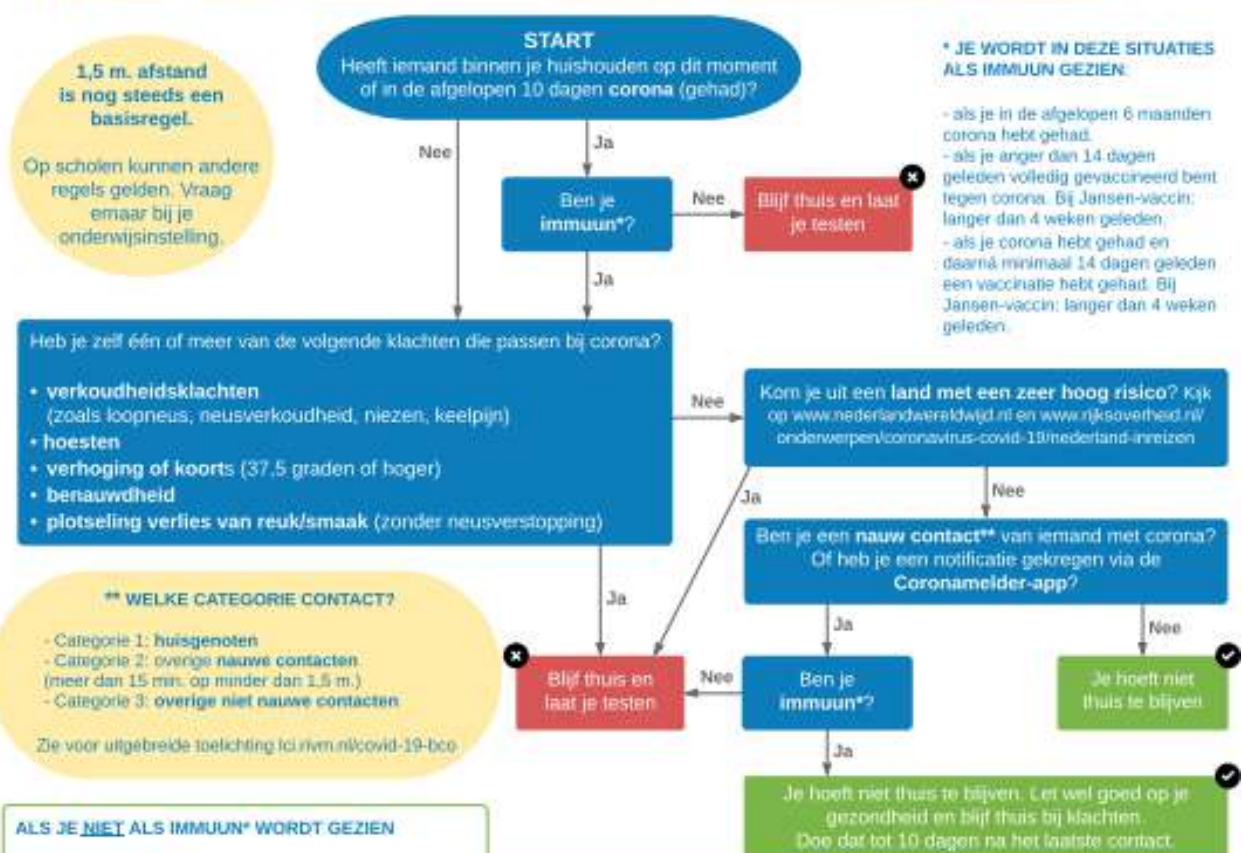 1,5 m. afstand
is nog steeds een
basisregel.
Op scholen kunnen andere
regels gelden. Vraag
ernaar bij je
onderwijsinstelling.
START
Heeft iemand binnen je huishouden op dit moment
of in de afgelopen 10 dagen corona (gehad)?
* JE WORDT IN DEZE SITUATIES
ALS IMMUUN GEZIEN:
- als je in de afgelopen 6 maanden
corona hebt gehad.
- als je anger dan 14 dagen
geleden volledig gevaccineerd bent
tegen corona. Bij Jansen-vaccin:
langer dan 4 weken geleden.
- als je corona hebt gehad en
daarná minimaal 14 dagen geleden
een vaccinatie hebt gehad. Bij
Jansen-vaccin: langer dan 4 weken
geleden.
Nee
Ja
Ben je
immuun*?
Nee
Blijf thuis en laat
je testen
Ja
Heb je zelf één of meer van de volgende klachten die passen bij corona?
• verkoudheidsklachten
(zoals loopneus, neusverkoudheid, niezen, keelpijn)
• hoesten
• verhoging of koorts (37,5 graden of hoger)
• benauwdheid
• plotseling verlies van reuk/smaak (zonder neusverstopping)
Nee
Kom je uit een land met een zeer hoog risico? Kijk
op www.nederlandwereldwijd.nl en www.rijksoverheid.nl/
onderwerpen/coronavirus-covid-19/nederland-inreizen
Ja
Nee
Ben je een nauw contact** van iemand met corona?
Of heb je een notificatie gekregen via de
Coronamelder-app?
** WELKE CATEGORIE CONTACT?
- Categorie 1: huisgenoten
- Categorie 2: overige nauwe contacten
(meer dan 15 min. op minder dan 1,5 m.)
- Categorie 3: overige niet nauwe contacten
Zie voor uitgebreide toelichting lci.rivm.nl/covid-19-bco
Ja
Ja
Nee
Blijf thuis en
laat je testen
Nee
Ben je
immuun*?
Je hoeft niet
thuis te blijven
Ja
Je hoeft niet thuis te blijven. Let wel goed op je
gezondheid en blijf thuis bij klachten.
Doe dat tot 10 dagen na het laatste contact.
ALS JE NIET ALS IMMUUN* WORDT GEZIEN